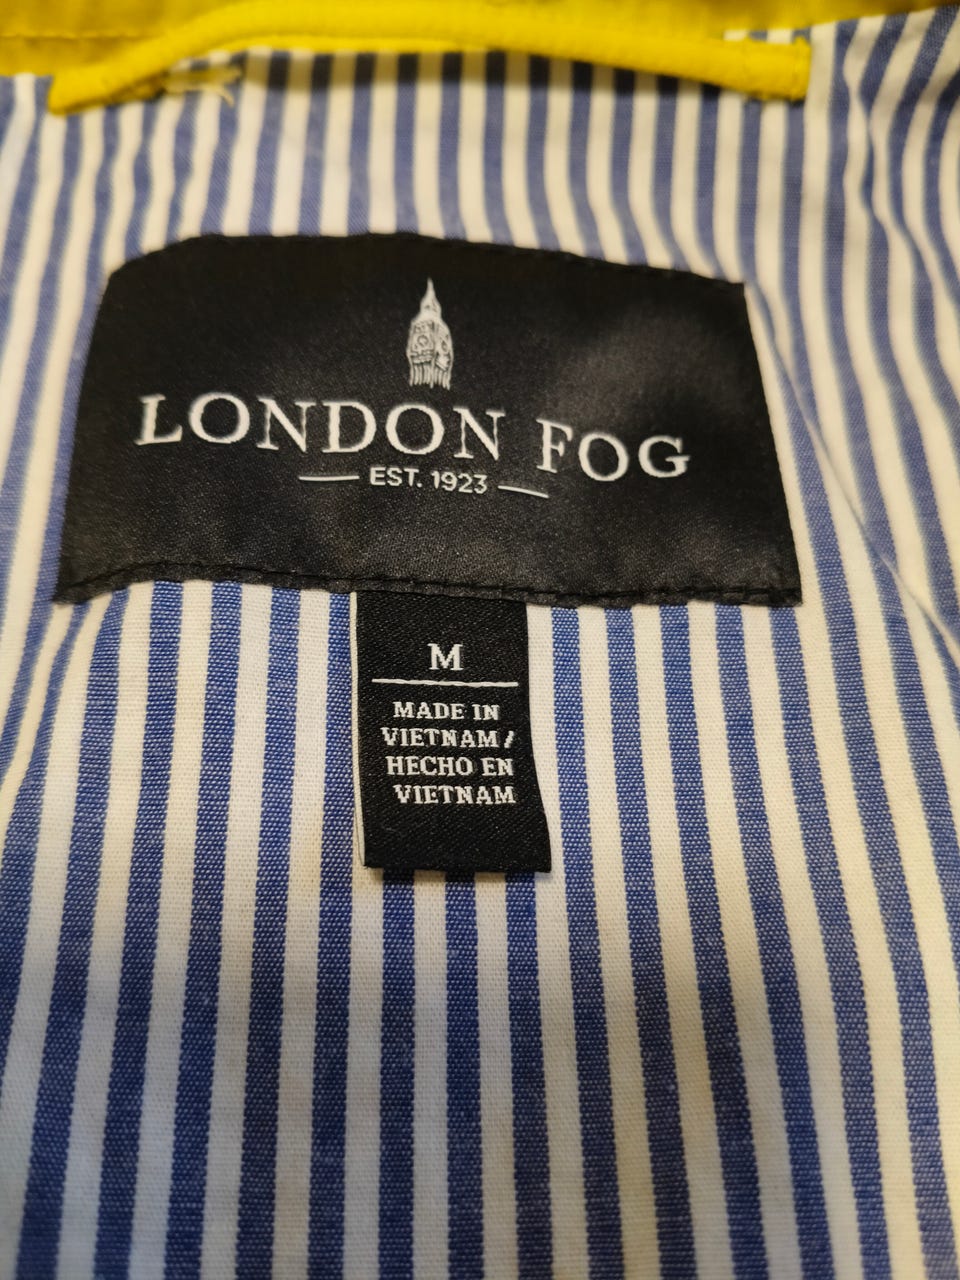 LONDON FOG
EST. 1923
M
MADE IN
VIETNAM /
HECHO EN
VIETNAM